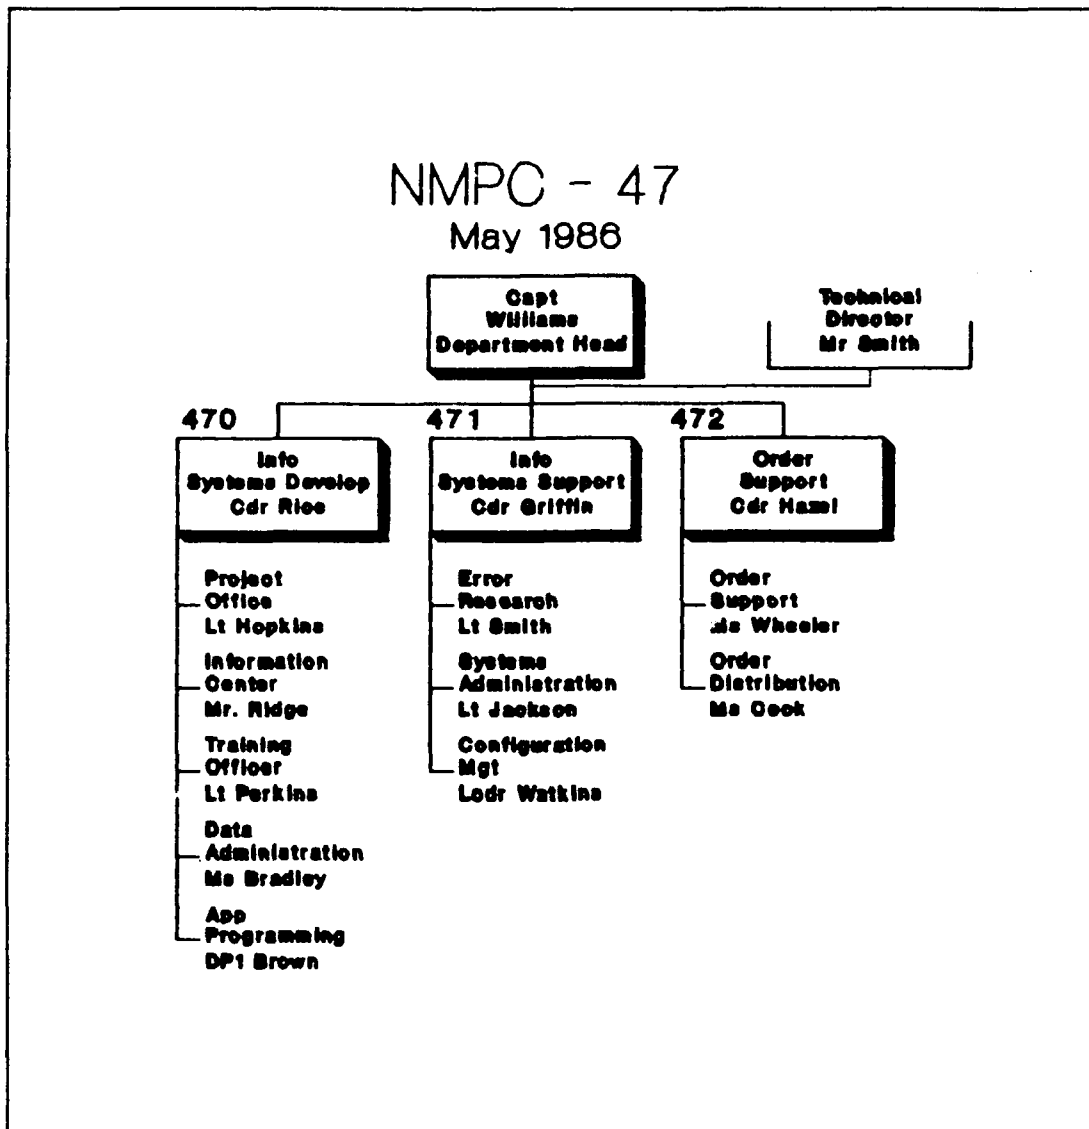 NMPC - 47
May 1986
Capt
Williams
Department Head
Technical
Director
Mr Smith
470
Info
Systems Develop
Cdr Rice
471
Info
Systems Support
Cdr Griffin
472
Order
Support
Cdr Hazel
Project
Office
Lt Hopkins
Information
Center
Mr. Ridge
Training
Officer
Lt Perkins
Data
Administration
Ms Bradley
App
Programming
DP1 Brown
Error
Research
Lt Smith
Systems
Administration
Lt Jackson
Configuration
Mgt
Lcdr Watkins
Order
Support
Ms Wheeler
Order
Distribution
Ms Cook